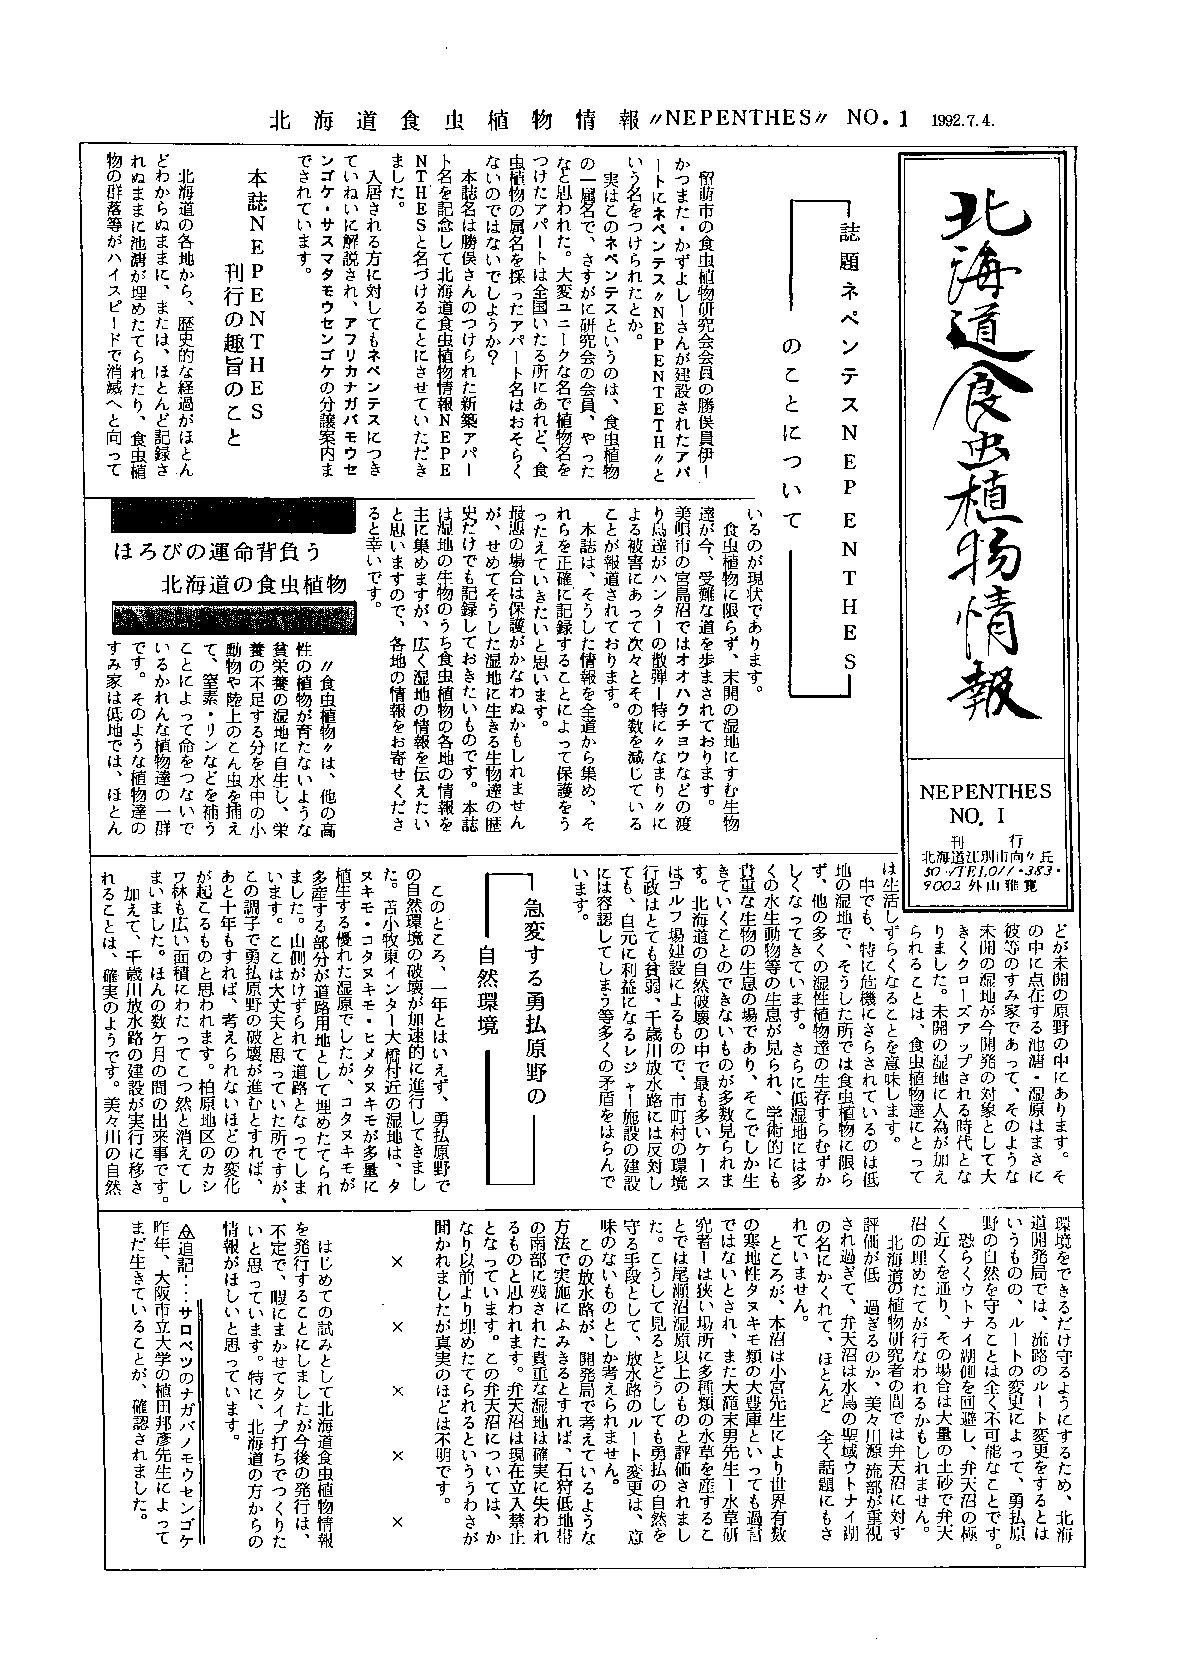 北海道食虫植物情報〃NEPENTHES〃 NO.1 1992.7.4.
北海道食虫植物情報
NEPENTHES
NO. 1
刊 行
北海道江別市向ヶ丘
30・TEL011・383・
9002 外山雅寛
誌題ネペンテスNEPENTHES
のことについて
留萌市の食虫植物研究会会員の勝俣員伊ー
かつまた・かずよしーさんが建設されたアパ
ートにネペンテス〃NEPENTETH〃と
いう名をつけられたとか。
実はこのネペンテスというのは、食虫植物
の一属名で、さすがに研究会の会員、やった
なと思われた。大変ユニークな名で植物名を
つけたアパートは全国いたる所にあれど、食
虫植物の属名を採ったアパート名はおそらく
ないのではないでしようか？
本誌名は勝俣さんのつけられた新築アパー
ト名を記念して北海道食虫植物情報NEPE
NTHESと名づけることにさせていただき
ました。
入居される方に対してもネペンテスにつき
ていねいに解説され、アフリカナガバモウセ
ンゴケ・サスマタモウセンゴケの分譲案内ま
でされています。
本誌NEPENTHES
刊行の趣旨のこと
北海道の各地から、歴史的な経過がほとん
どわからぬままに、または、ほとんど記録さ
れぬままに池溏が埋めたてられたり、食虫植
物の群落等がハイスピードで消滅へと向って
いるのが現状であります。
食虫植物に限らず、未開の湿地にすむ生物
達が今、受難な道を歩まされております。
美唄市の宮島沼ではオオハクチョウなどの渡
り鳥達がハンターの散弾ー特に〃なまり〃に
よる被害にあって次々とその数を減じている
ことが報道されております。
本誌は、そうした情報を全道から集め、そ
れらを正確に記録することによって保護をう
ったえていきたいと思います。
最悪の場合は保護がかなわぬかもしれません
が、せめてそうした湿地に生きる生物達の歴
史だけでも記録しておきたいものです。本誌
は湿地の生物のうち食虫植物の各地の情報を
主に集めますが、広く湿地の情報を伝えたい
と思いますので、各地の情報をお寄せくださ
ると幸いです。
ほろびの運命背負う
北海道の食虫植物
〃食虫植物〃は、他の高
性の植物が育たないような
貧栄養の湿地に自生し、栄
養の不足する分を水中の小
動物や陸上のこん虫を捕え
て、窒素・リンなどを補う
ことによって命をつないで
いるかれんな植物達の一群
です。そのような植物達の
すみ家は低地では、ほとん
どが未開の原野の中にあります。そ
の中に点在する池溏・湿原はまさに
彼等のすみ家であって、そのような
未開の湿地が今開発の対象として大
きくクローズアップされる時代とな
りました。未開の湿地に人為が加え
られることは、食虫植物達にとって
は生活しずらくなることを意味します。
中でも、特に危機にさらされているのは低
地の湿地で、そうした所では食虫植物に限ら
ず、他の多くの湿性植物達の生存すらむずか
しくなってきています。さらに低湿地には多
くの水生動物等の生息が見られ、学術的にも
貴重な生物の生息の場であり、そこでしか生
きていくことのできないものが多数見られま
す。北海道の自然破壊の中で最も多いケース
はゴルフ場建設によるもので、市町村の環境
行政はとても貧弱、千歳川放水路には反対し
ても、自元に利益になるレジャー施設の建設
には容認してしまう等多くの矛盾をはらんで
います。
急変する勇払原野の
自然環境
このところ、一年とはいえず、勇払原野で
の自然環境の破壊が加速的に進行してきまし
た。苫小牧東インター大橋付近の湿地は、タ
ヌキモ・コタヌキモ・ヒメタヌキモが多量に
植生する優れた湿原でしたが、コタヌキモが
多産する部分が道路用地として埋めたてられ
ました。山側がけずられて道路となってしま
います。ここは大丈夫と思っていた所ですが、
この調子で勇払原野の破壊が進むとすれば、
あと十年もすれば、考えられないほどの変化
が起こるものと思われます。柏原地区のカシ
ワ林も広い面積にわたってこつ然と消えてし
まいました。ほんの数ケ月の間の出来事です。
加えて、千歳川放水路の建設が実行に移さ
れることは、確実のようです。美々川の自然
環境をできるだけ守るようにするため、北海
道開発局では、流路のルート変更をするとは
いうものの、ルートの変更によって、勇払原
野の自然を守ることは全く不可能なことです。
恐らくウトナイ湖側を回避し、弁天沼の極
く近くを通り、その場合は大量の土砂で弁天
沼の埋めたてが行なわれるかもしれません。
北海道の植物研究者の間では弁天沼に対す
評価が低 過ぎるのか、美々川源 流部が重視
され過ぎて、弁天沼は水鳥の聖域ウトナイ湖
の名にかくれて、ほとんど 全く話題にもさ
れていません。
ところが、本沼は小宮先生により世界有数
の寒地性タヌキモ類の大豊庫といっても過言
ではないとされ、また大滝末男先生ー水草研
究者ーは狭い場所に多種類の水草を産するこ
とでは尾瀬沼湿原以上のものと評価されまし
た。こうして見るとどうしても勇払の自然を
守る手段として、放水路のルート変更は、意
味のないものとしか考えられません。
この放水路が、開発局で考えているような
方法で実施にふみきるとすれば、石狩低地帯
の南部に残された貴重な湿地は確実に失われ
るものと思われます。弁天沼は現在立入禁止
となっています。この弁天沼については、か
なり以前より埋めたてられるといううわさが
聞かれましたが真実のほどは不明です。
× × × × ×
はじめての試みとして北海道食虫植物情報
を発行することにしましたが今後の発行は、
不定で、暇にまかせてタイプ打ちでつくりた
いと思っています。特に、北海道の方からの
情報がほしいと思っています。
追記‥‥サロベツのナガバノモウセンゴケ
昨年、大阪市立大学の植田邦彦先生によって
まだ生きていることが、確認されました。